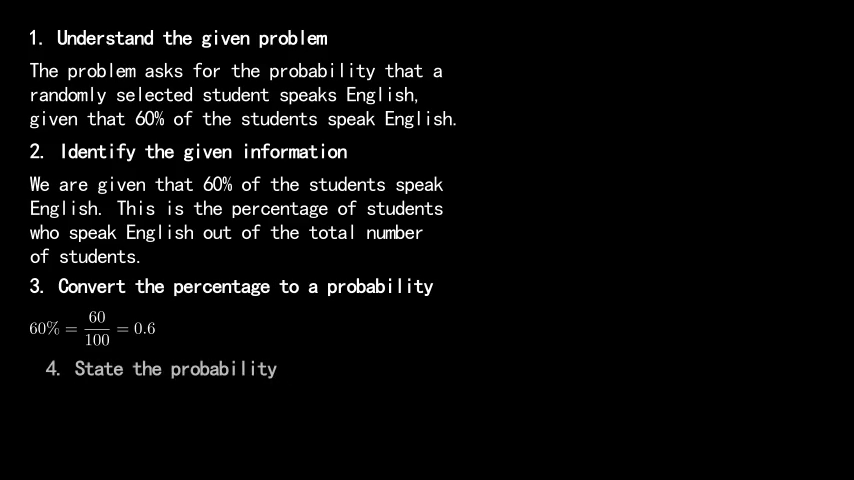 1. Understand the given problem
The problem asks for the probability that a
randomly selected student speaks English,
given that 60% of the students speak English.
2. Identify the given information
We are given that 60% of the students speak
English. This is the percentage of students
who speak English out of the total number
of students.
3. Convert the percentage to a probability
60% = 60/100 = 0.6
4. State the probability